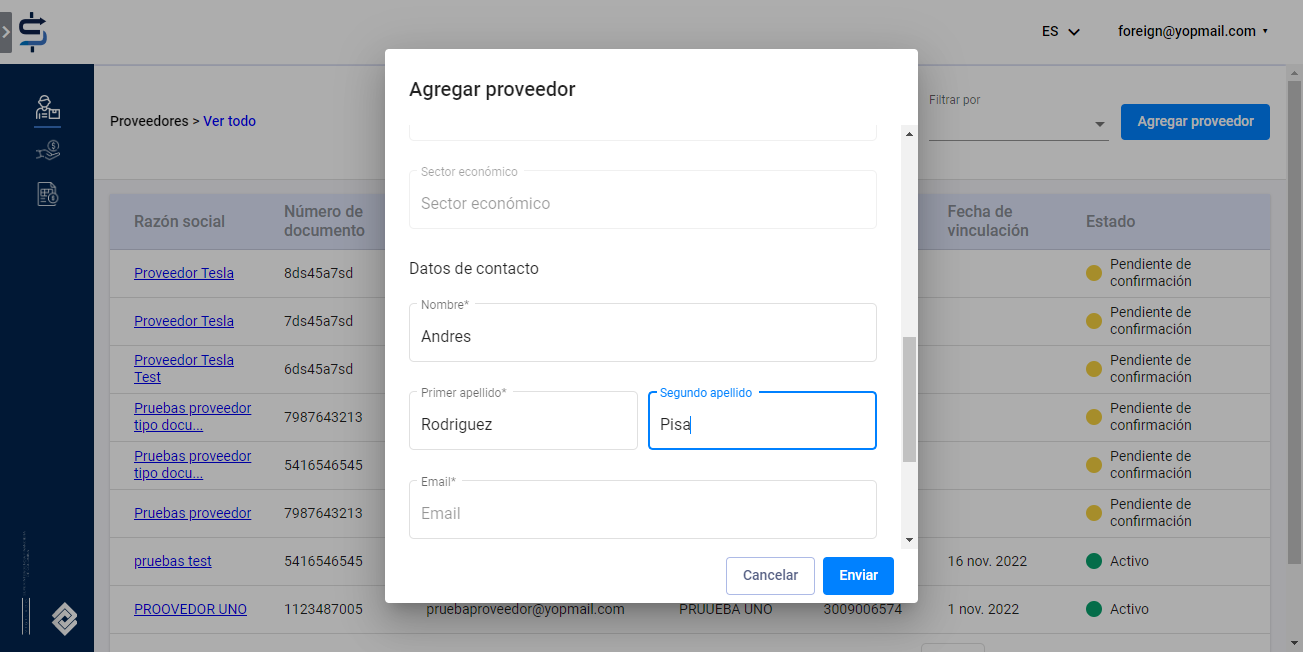 ES
foreign@yopmail.com
Proveedores > Ver todo
Filtrar por
Agregar proveedor
Razón social
Número de documento
Fecha de vinculación
Estado
Proveedor Tesla
8ds45a7sd
Pendiente de confirmación
Proveedor Tesla
7ds45a7sd
Pendiente de confirmación
Proveedor Tesla Test
6ds45a7sd
Pendiente de confirmación
Pruebas proveedor tipo docu...
7987643213
Pendiente de confirmación
Pruebas proveedor tipo docu...
5416546545
Pendiente de confirmación
Pruebas proveedor
7987643213
Pendiente de confirmación
pruebas test
5416546545
16 nov. 2022
Activo
PROOVEDOR UNO
1123487005
pruebaproveedor@yopmail.com
PRUUEBA UNO
3009006574
1 nov. 2022
Activo
Agregar proveedor
Sector económico
Sector económico
Datos de contacto
Nombre*
Andres
Primer apellido*
Rodriguez
Segundo apellido
Pisa
Email*
Email
Cancelar
Enviar